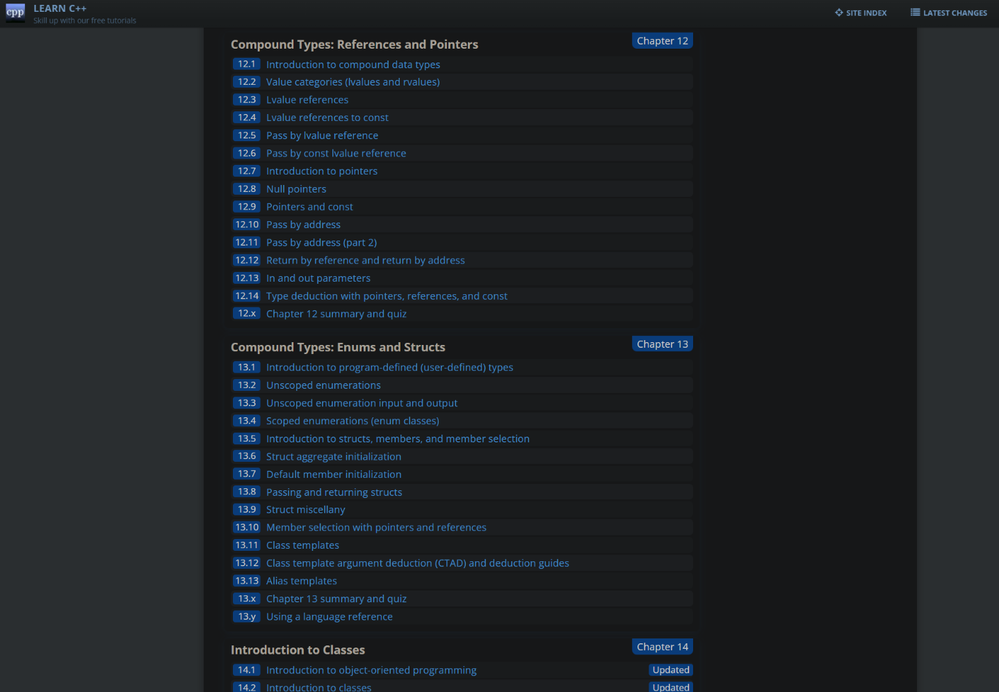 cpp
LEARN C++
Skill up with our free tutorials
SITE INDEX
LATEST CHANGES
Compound Types: References and Pointers
Chapter 12
12.1 Introduction to compound data types
12.2 Value categories (lvalues and rvalues)
12.3 Lvalue references
12.4 Lvalue references to const
12.5 Pass by lvalue reference
12.6 Pass by const lvalue reference
12.7 Introduction to pointers
12.8 Null pointers
12.9 Pointers and const
12.10 Pass by address
12.11 Pass by address (part 2)
12.12 Return by reference and return by address
12.13 In and out parameters
12.14 Type deduction with pointers, references, and const
12.x Chapter 12 summary and quiz
Compound Types: Enums and Structs
Chapter 13
13.1 Introduction to program-defined (user-defined) types
13.2 Unscoped enumerations
13.3 Unscoped enumeration input and output
13.4 Scoped enumerations (enum classes)
13.5 Introduction to structs, members, and member selection
13.6 Struct aggregate initialization
13.7 Default member initialization
13.8 Passing and returning structs
13.9 Struct miscellany
13.10 Member selection with pointers and references
13.11 Class templates
13.12 Class template argument deduction (CTAD) and deduction guides
13.13 Alias templates
13.x Chapter 13 summary and quiz
13.y Using a language reference
Introduction to Classes
Chapter 14
14.1 Introduction to object-oriented programming Updated
14.2 Introduction to classes Updated